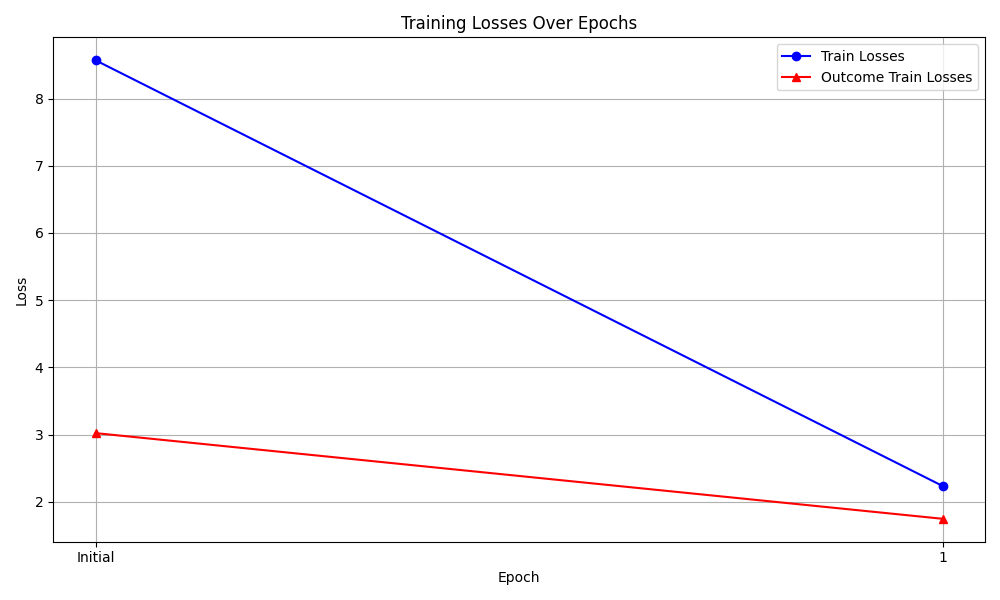 Training Losses Over Epochs
Train Losses
Outcome Train Losses
8
7
6
5
4
3
2
Loss
Initial
1
Epoch